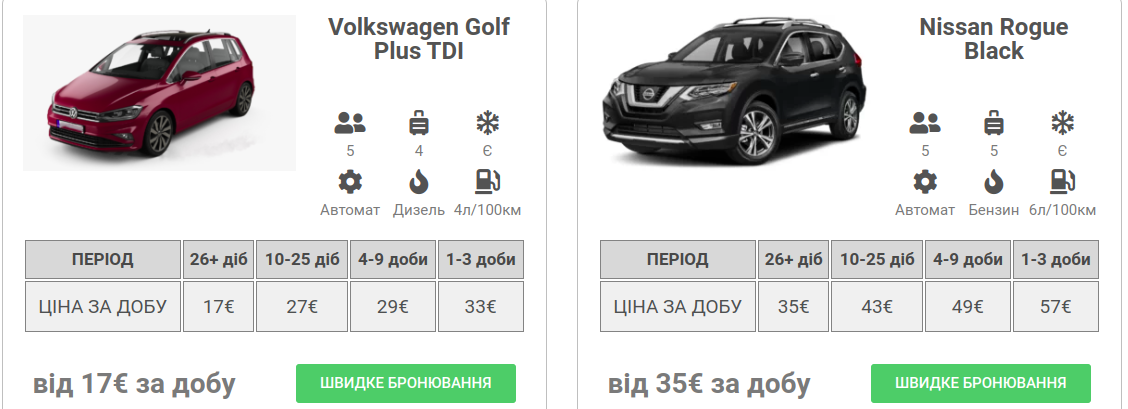 Volkswagen Golf
Plus TDI
5 4 Є
Автомат Дизель 4л/100км
ПЕРІОД 26+ діб 10-25 діб 4-9 доби 1-3 доби
ЦІНА ЗА ДОБУ 17€ 27€ 29€ 33€
від 17€ за добу ШВИДКЕ БРОНЮВАННЯ
Nissan Rogue
Black
5 5 Є
Автомат Бензин 6л/100км
ПЕРІОД 26+ діб 10-25 діб 4-9 доби 1-3 доби
ЦІНА ЗА ДОБУ 35€ 43€ 49€ 57€
від 35€ за добу ШВИДКЕ БРОНЮВАННЯ